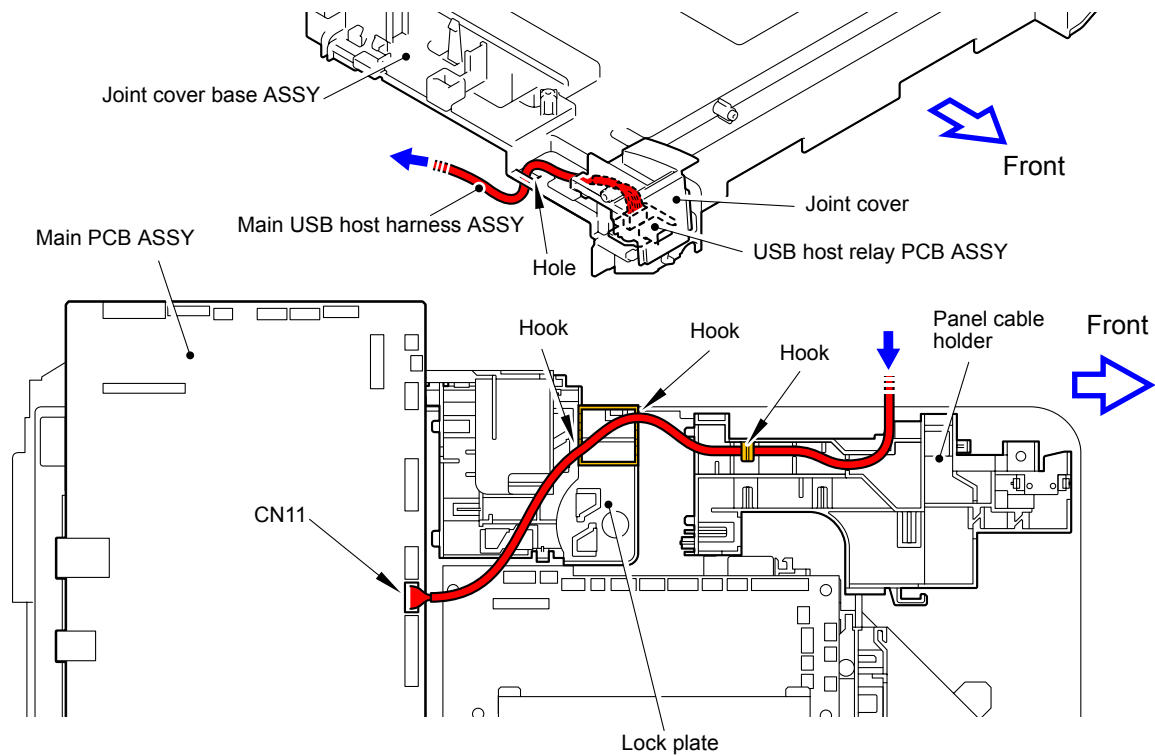 Joint cover base ASSY
Front
Joint cover
Main USB host harness ASSY
USB host relay PCB ASSY
Hole
Main PCB ASSY
Hook
Hook
Hook
Panel cable
holder
Front
CN11
Lock plate